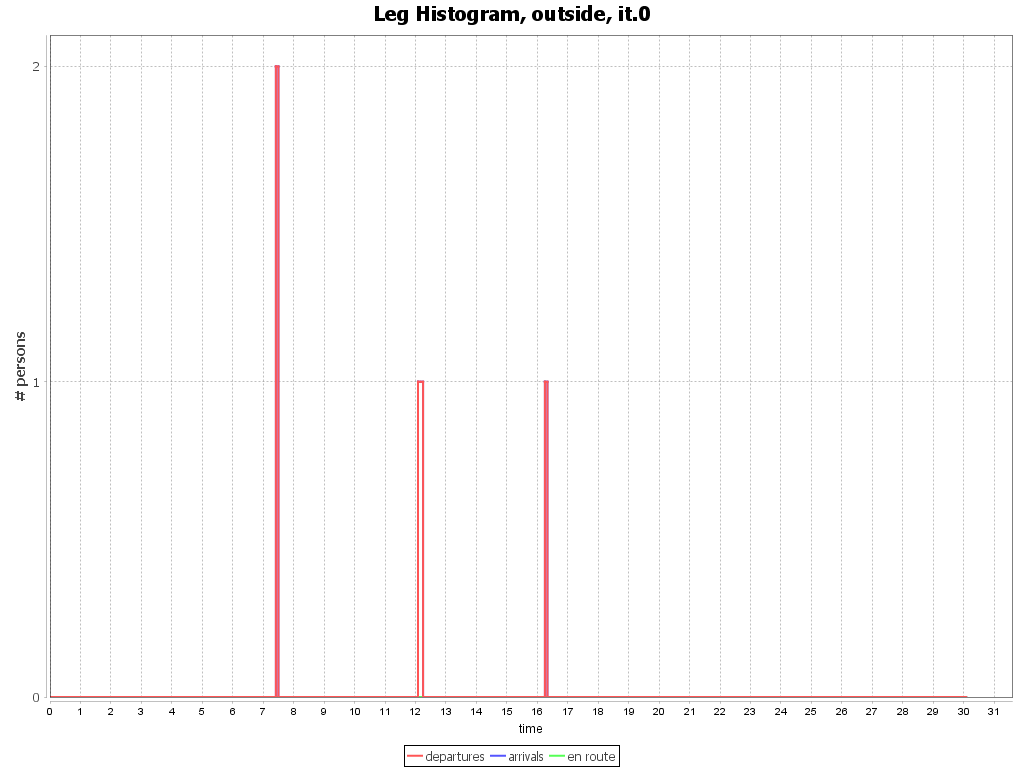 Leg Histogram, outside, it.0
# persons
2
1
0
0 1 2 3 4 5 6 7 8 9 10 11 12 13 14 15 16 17 18 19 20 21 22 23 24 25 26 27 28 29 30 31
time
departures arrivals en route